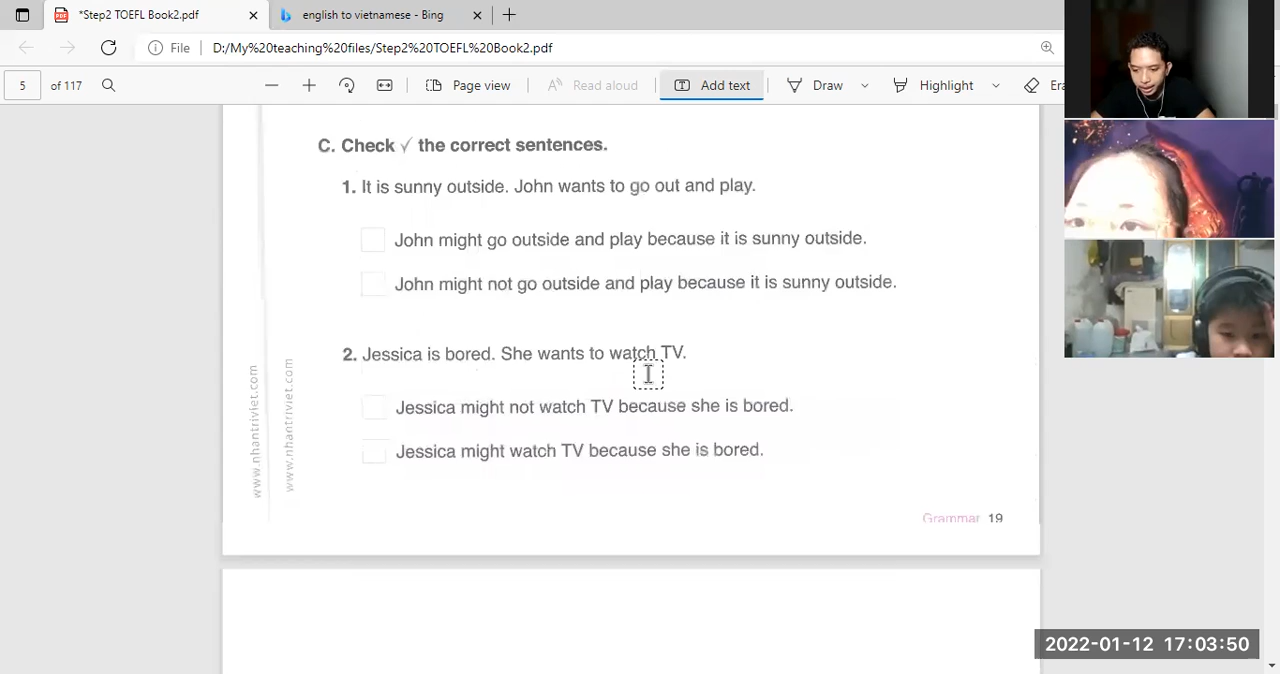 *Step2 TOEFL Book2.pdf
english to vietnamese - Bing
File
D:/My%20teaching%20files/Step2%20TOEFL%20Book2.pdf
5
of 117
Page view
Read aloud
Add text
Draw
Highlight
Era
C. Check ✓ the correct sentences.
1. It is sunny outside. John wants to go out and play.
John might go outside and play because it is sunny outside.
John might not go outside and play because it is sunny outside.
2. Jessica is bored. She wants to watch TV.
Jessica might not watch TV because she is bored.
Jessica might watch TV because she is bored.
www.nhantriviet.com
www.nhantriviet.com
Grammar 19
2022-01-12 17:03:50